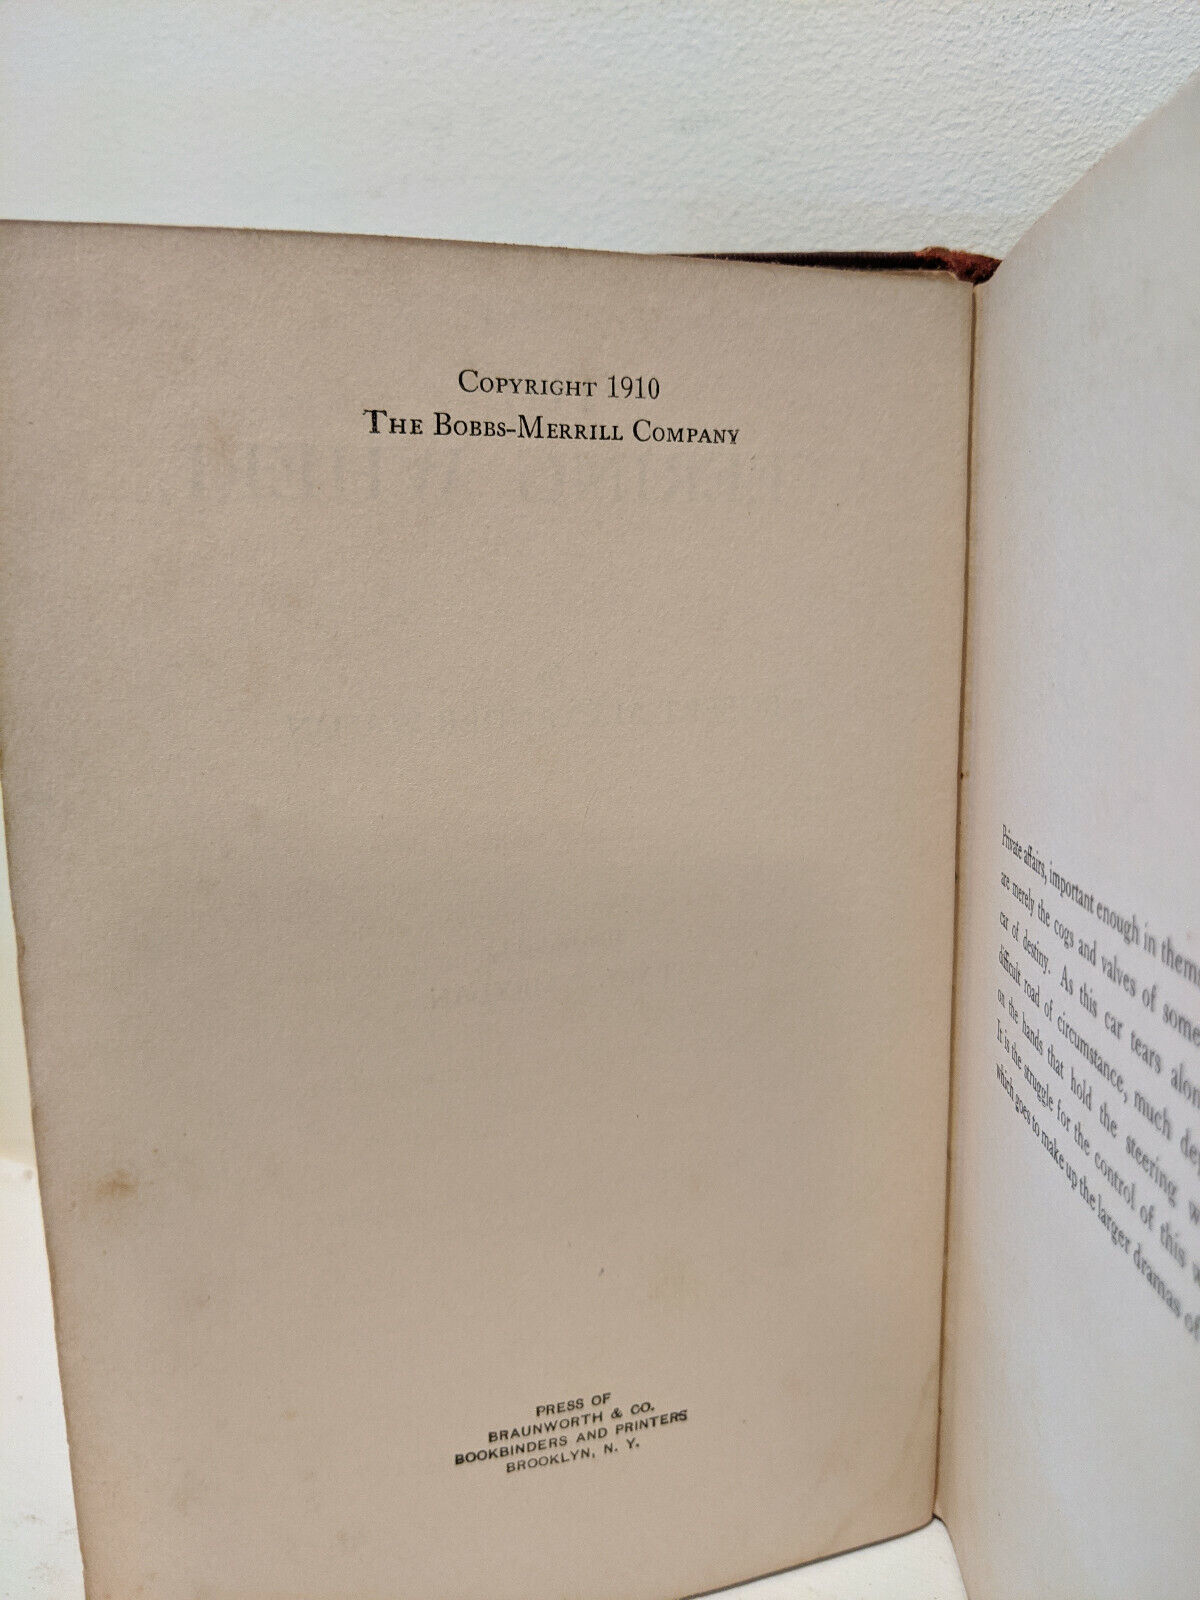 COPYRIGHT 1910
THE BOBBS-MERRILL COMPANY
PRESS OF
BRAUNWORTH & CO.
BOOKBINDERS AND PRINTERS
BROOKLYN, N. Y.
Private affairs, important enough in
are merely the cogs and valves of some
car of destiny. As this car tears
difficult road of circumstance, much
on the hands that hold the steering
It is the struggle for the control of this
which goes to make up the larger dramas of